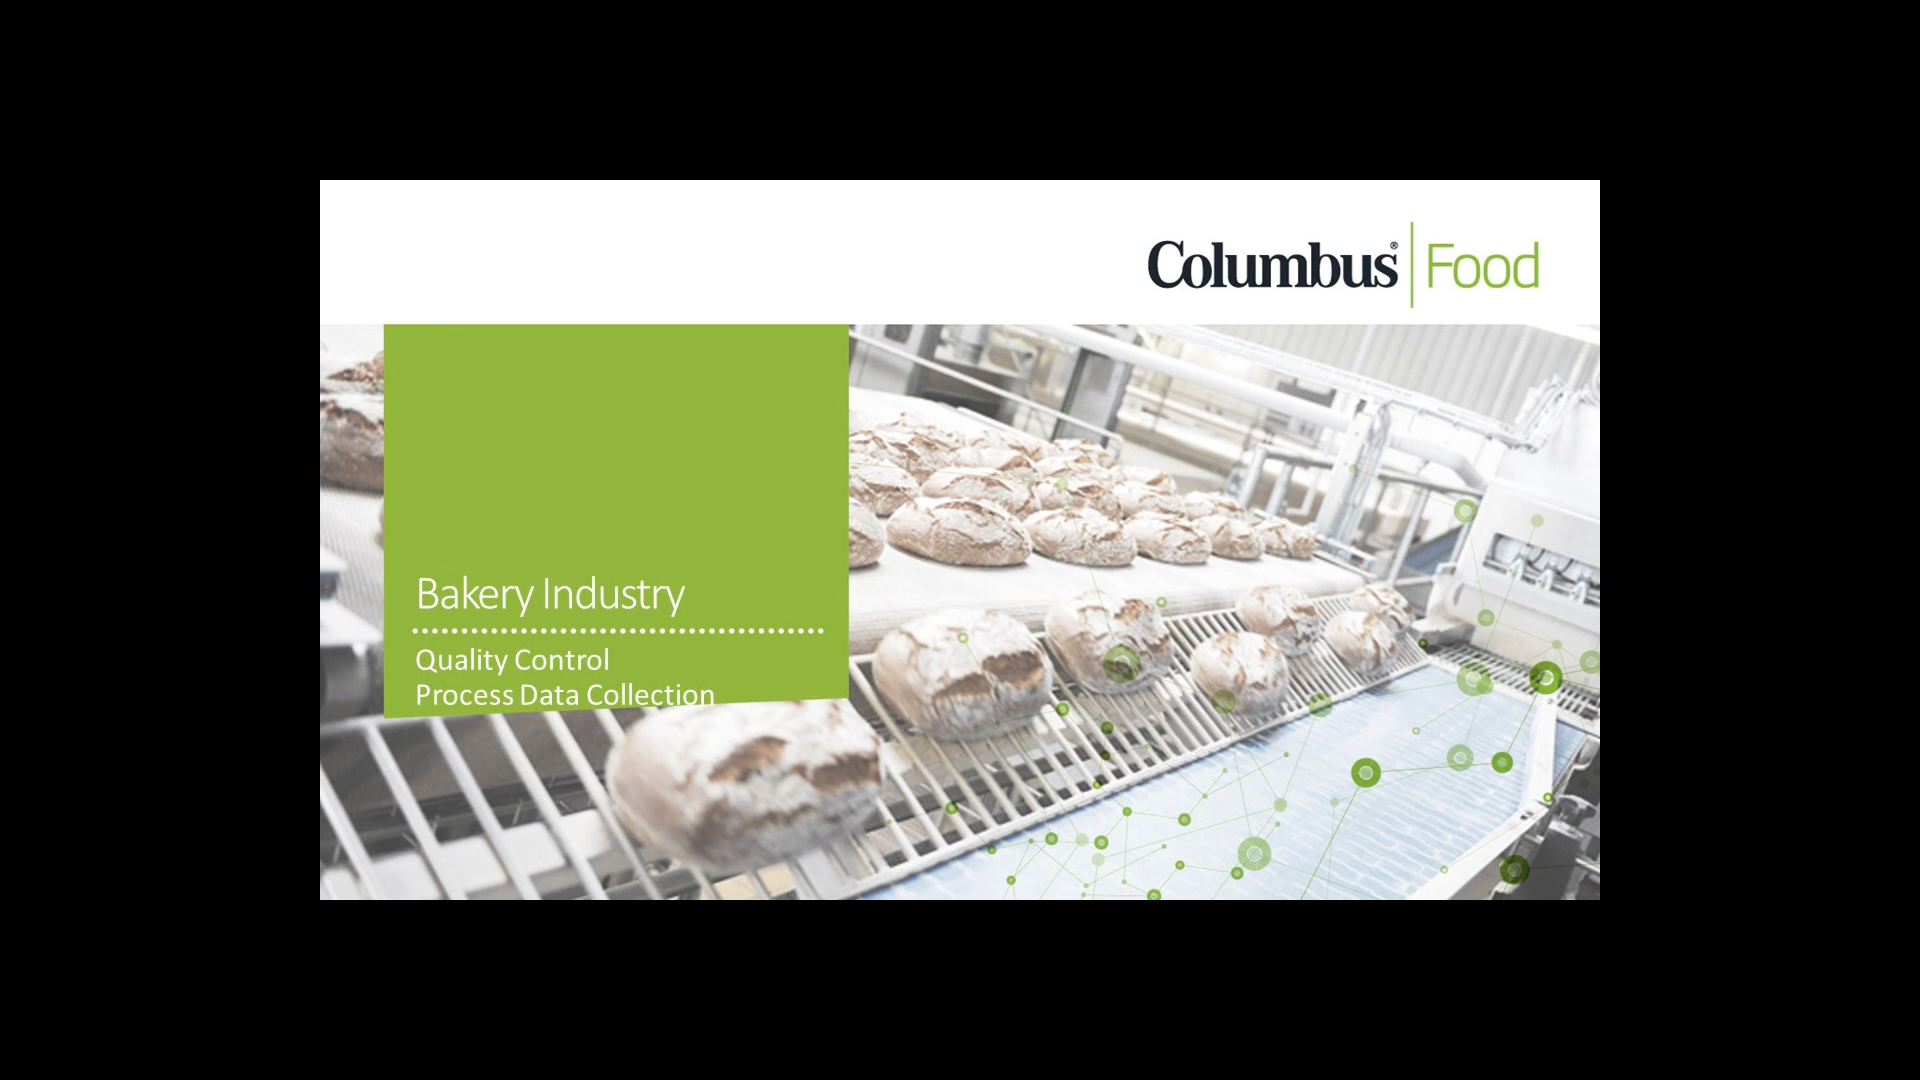 Columbus® Food
Bakery Industry
Quality Control
Process Data Collection